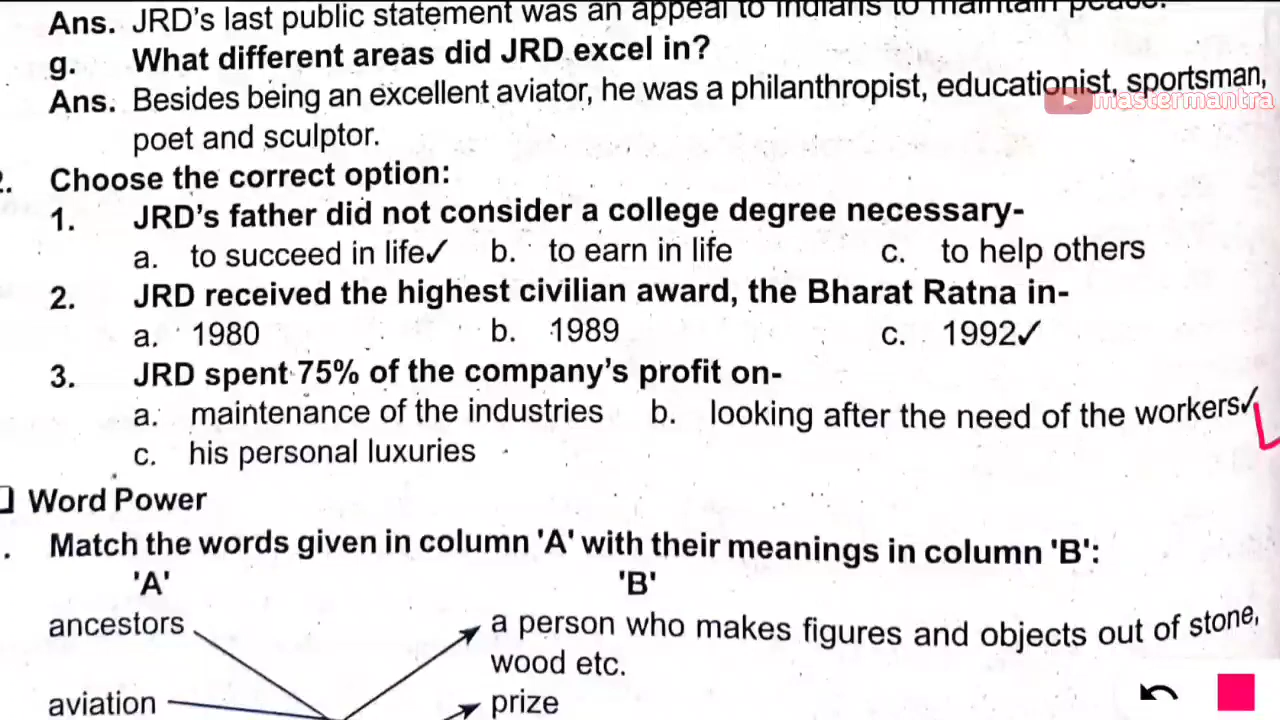 Ans. JRD's last public statement was an appeal to Indians to maintain peace.
g. What different areas did JRD excel in?
Ans. Besides being an excellent aviator, he was a philanthropist, educationist, sportsman,
mastermantra
poet and sculptor.
2. Choose the correct option:
1. JRD's father did not consider a college degree necessary-
a. to succeed in life✓ b. to earn in life c. to help others
2. JRD received the highest civilian award, the Bharat Ratna in-
a. 1980 b. 1989 c. 1992✓
3. JRD spent 75% of the company's profit on-
a. maintenance of the industries b. looking after the need of the workers✓
c. his personal luxuries
Word Power
. Match the words given in column 'A' with their meanings in column 'B':
'A' 'B'
ancestors a person who makes figures and objects out of stone,
wood etc.
aviation prize